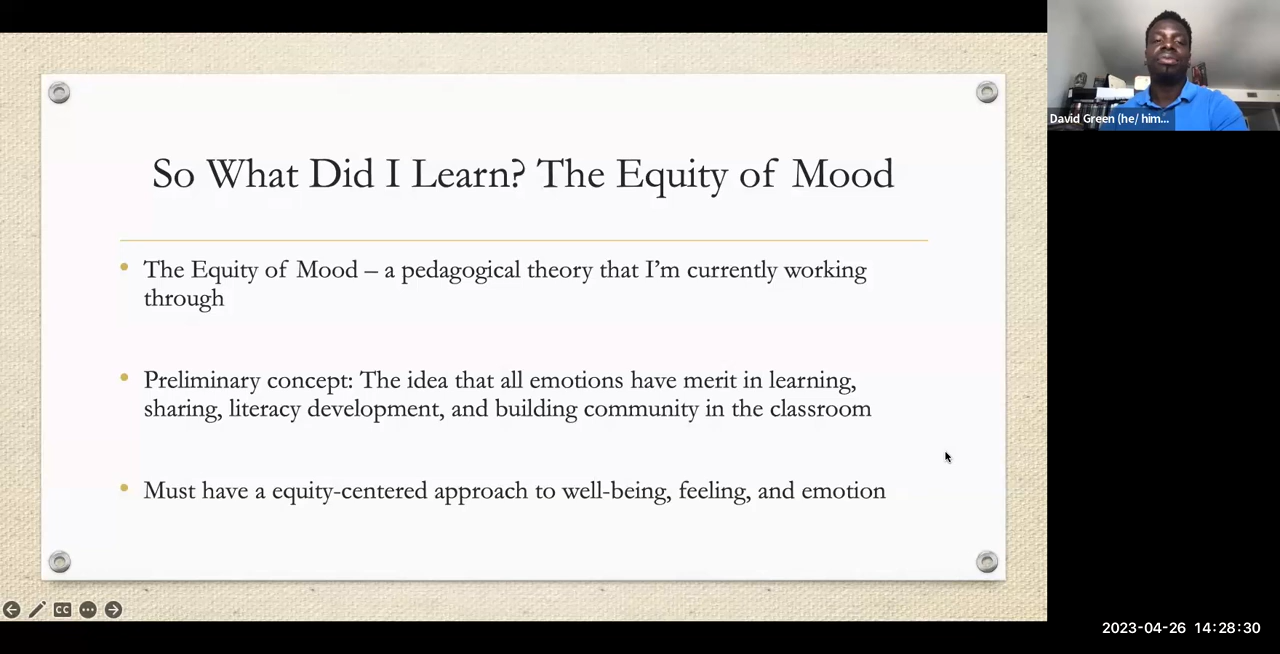 So What Did I Learn? The Equity of Mood
The Equity of Mood – a pedagogical theory that I'm currently working
through
Preliminary concept: The idea that all emotions have merit in learning,
sharing, literacy development, and building community in the classroom
Must have a equity-centered approach to well-being, feeling, and emotion
CC
David Green (he/ him...
2023-04-26 14:28:30